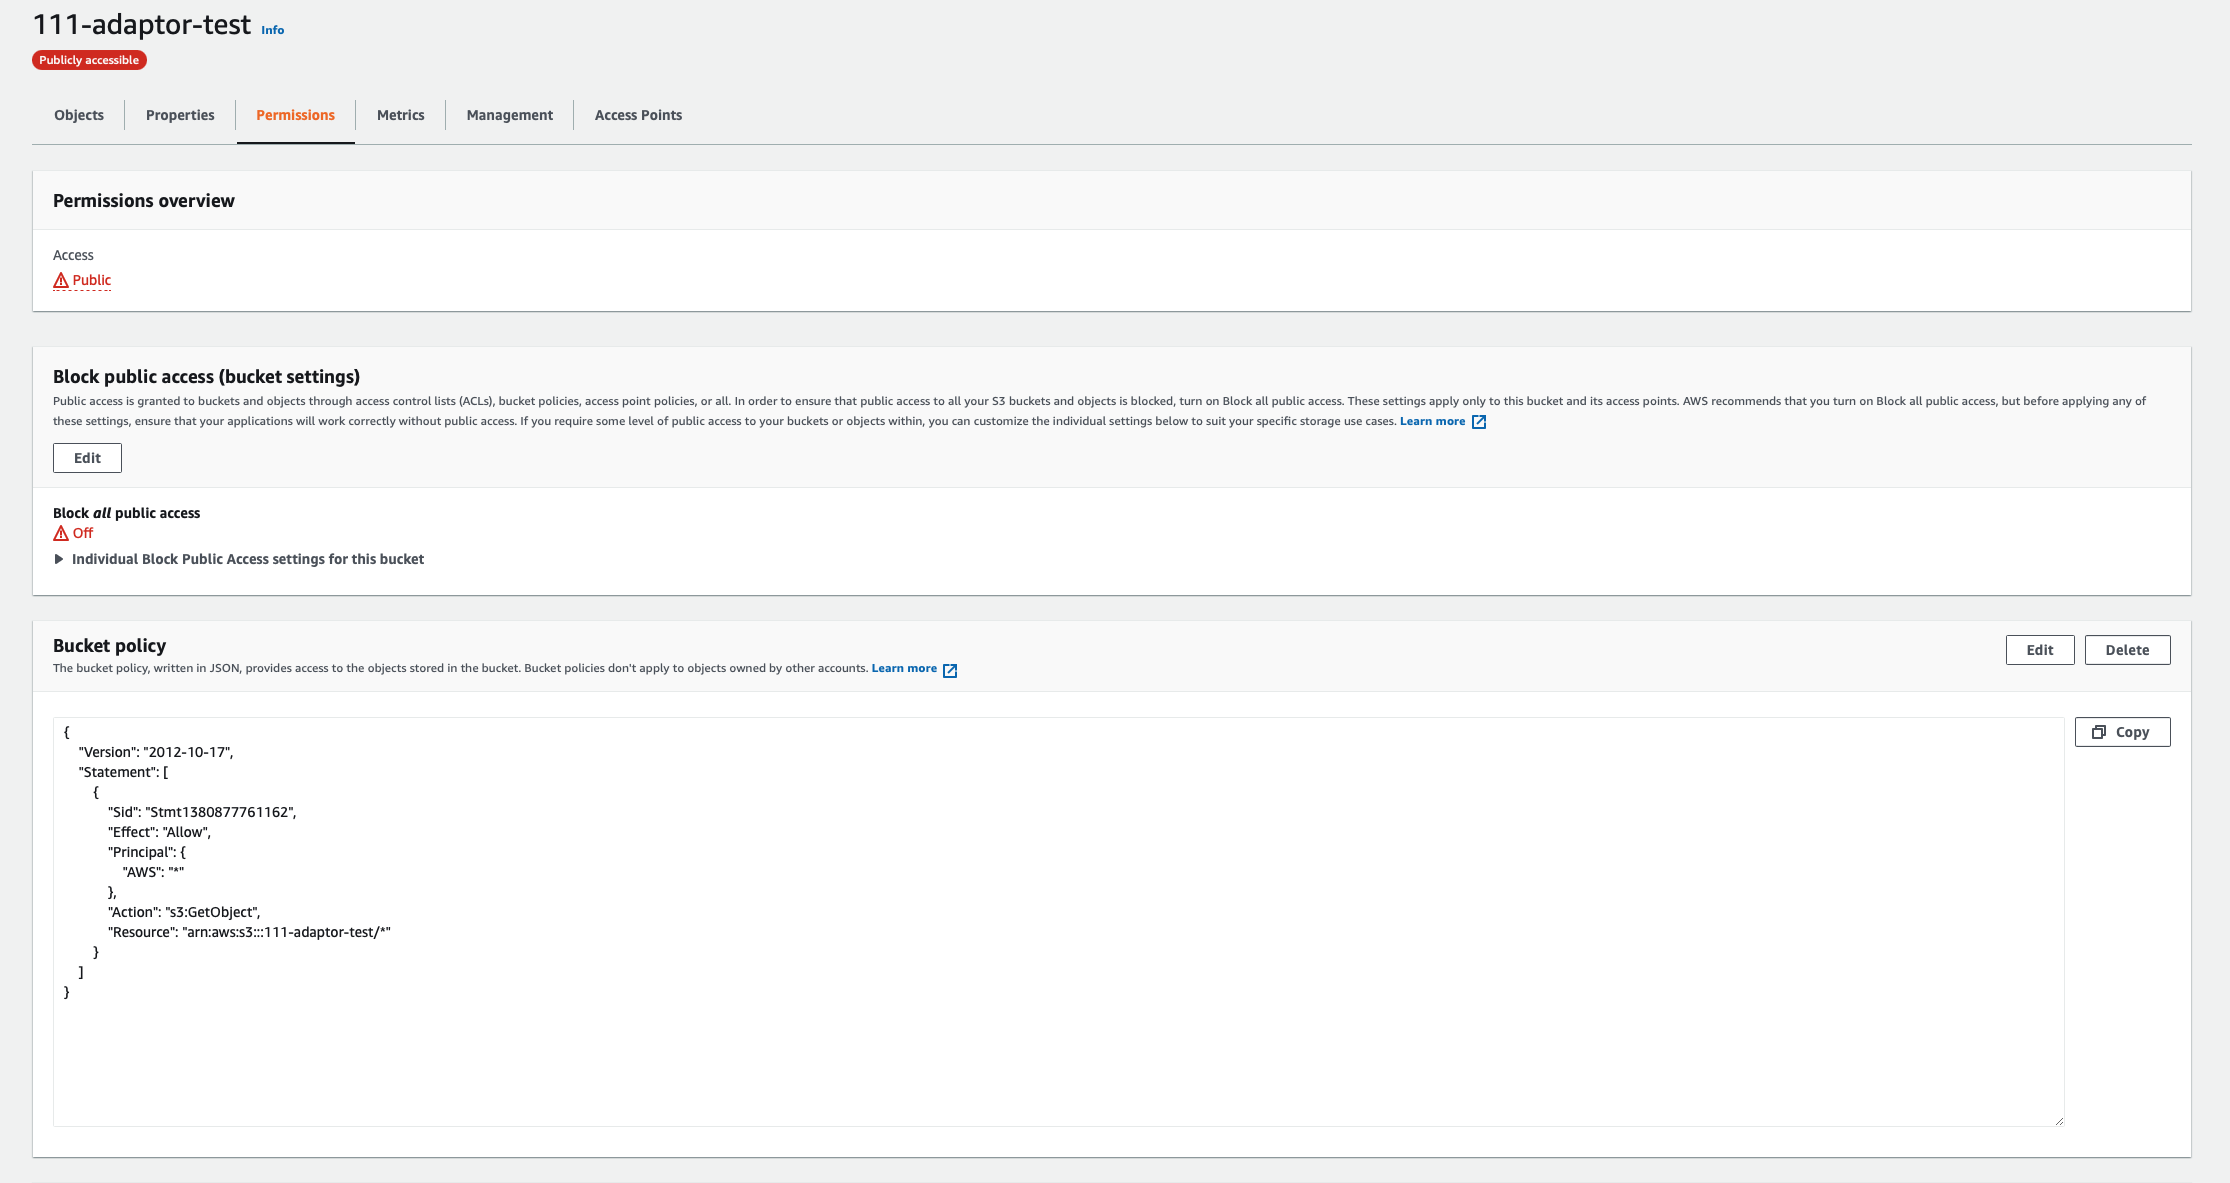 111-adaptor-test Info
Publicly accessible
Objects Properties Permissions Metrics Management Access Points
Permissions overview
Access
Public
Block public access (bucket settings)
Public access is granted to buckets and objects through access control lists (ACLs), bucket policies, access point policies, or all. In order to ensure that public access to all your S3 buckets and objects is blocked, turn on Block all public access. These settings apply only to this bucket and its access points. AWS recommends that you turn on Block all public access, but before applying any of
these settings, ensure that your applications will work correctly without public access. If you require some level of public access to your buckets or objects within, you can customize the individual settings below to suit your specific storage use cases. Learn more
Edit
Block all public access
Off
Individual Block Public Access settings for this bucket
Bucket policy
Edit Delete
The bucket policy, written in JSON, provides access to the objects stored in the bucket. Bucket policies don't apply to objects owned by other accounts. Learn more
Copy
{
    "Version": "2012-10-17",
    "Statement": [
        {
            "Sid": "Stmt1380877761162",
            "Effect": "Allow",
            "Principal": {
                "AWS": "*"
            },
            "Action": "s3:GetObject",
            "Resource": "arn:aws:s3:::111-adaptor-test/*"
        }
    ]
}